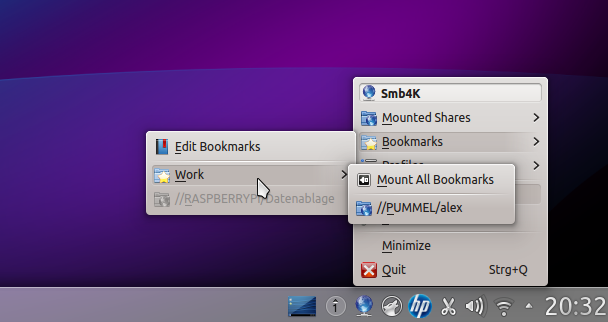 Smb4K
Mounted Shares
Bookmarks
Edit Bookmarks
Work
//RASPBERRYPI/Datenablage
Mount All Bookmarks
//PUMMEL/alex
Minimize
Quit Strg+Q
hp
20:32